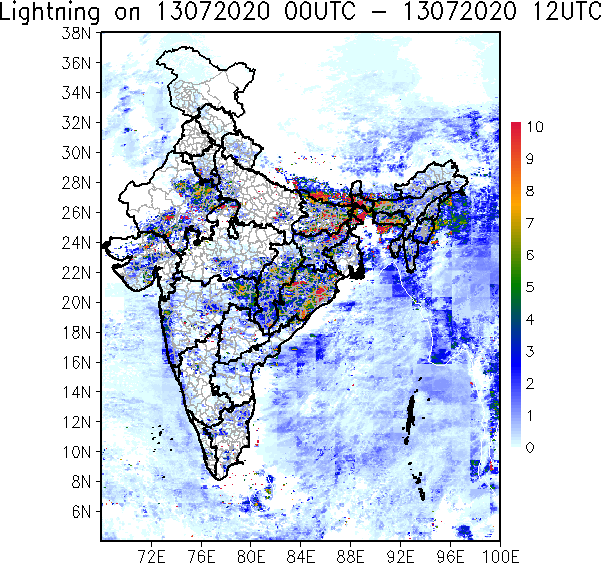 Lightning on 13072020 00UTC – 13072020 12UTC
38N
36N
34N
32N
30N
28N
26N
24N
22N
20N
18N
16N
14N
12N
10N
8N
6N
72E 76E 80E 84E 88E 92E 96E 100E
10
9
8
7
6
5
4
3
2
1
0